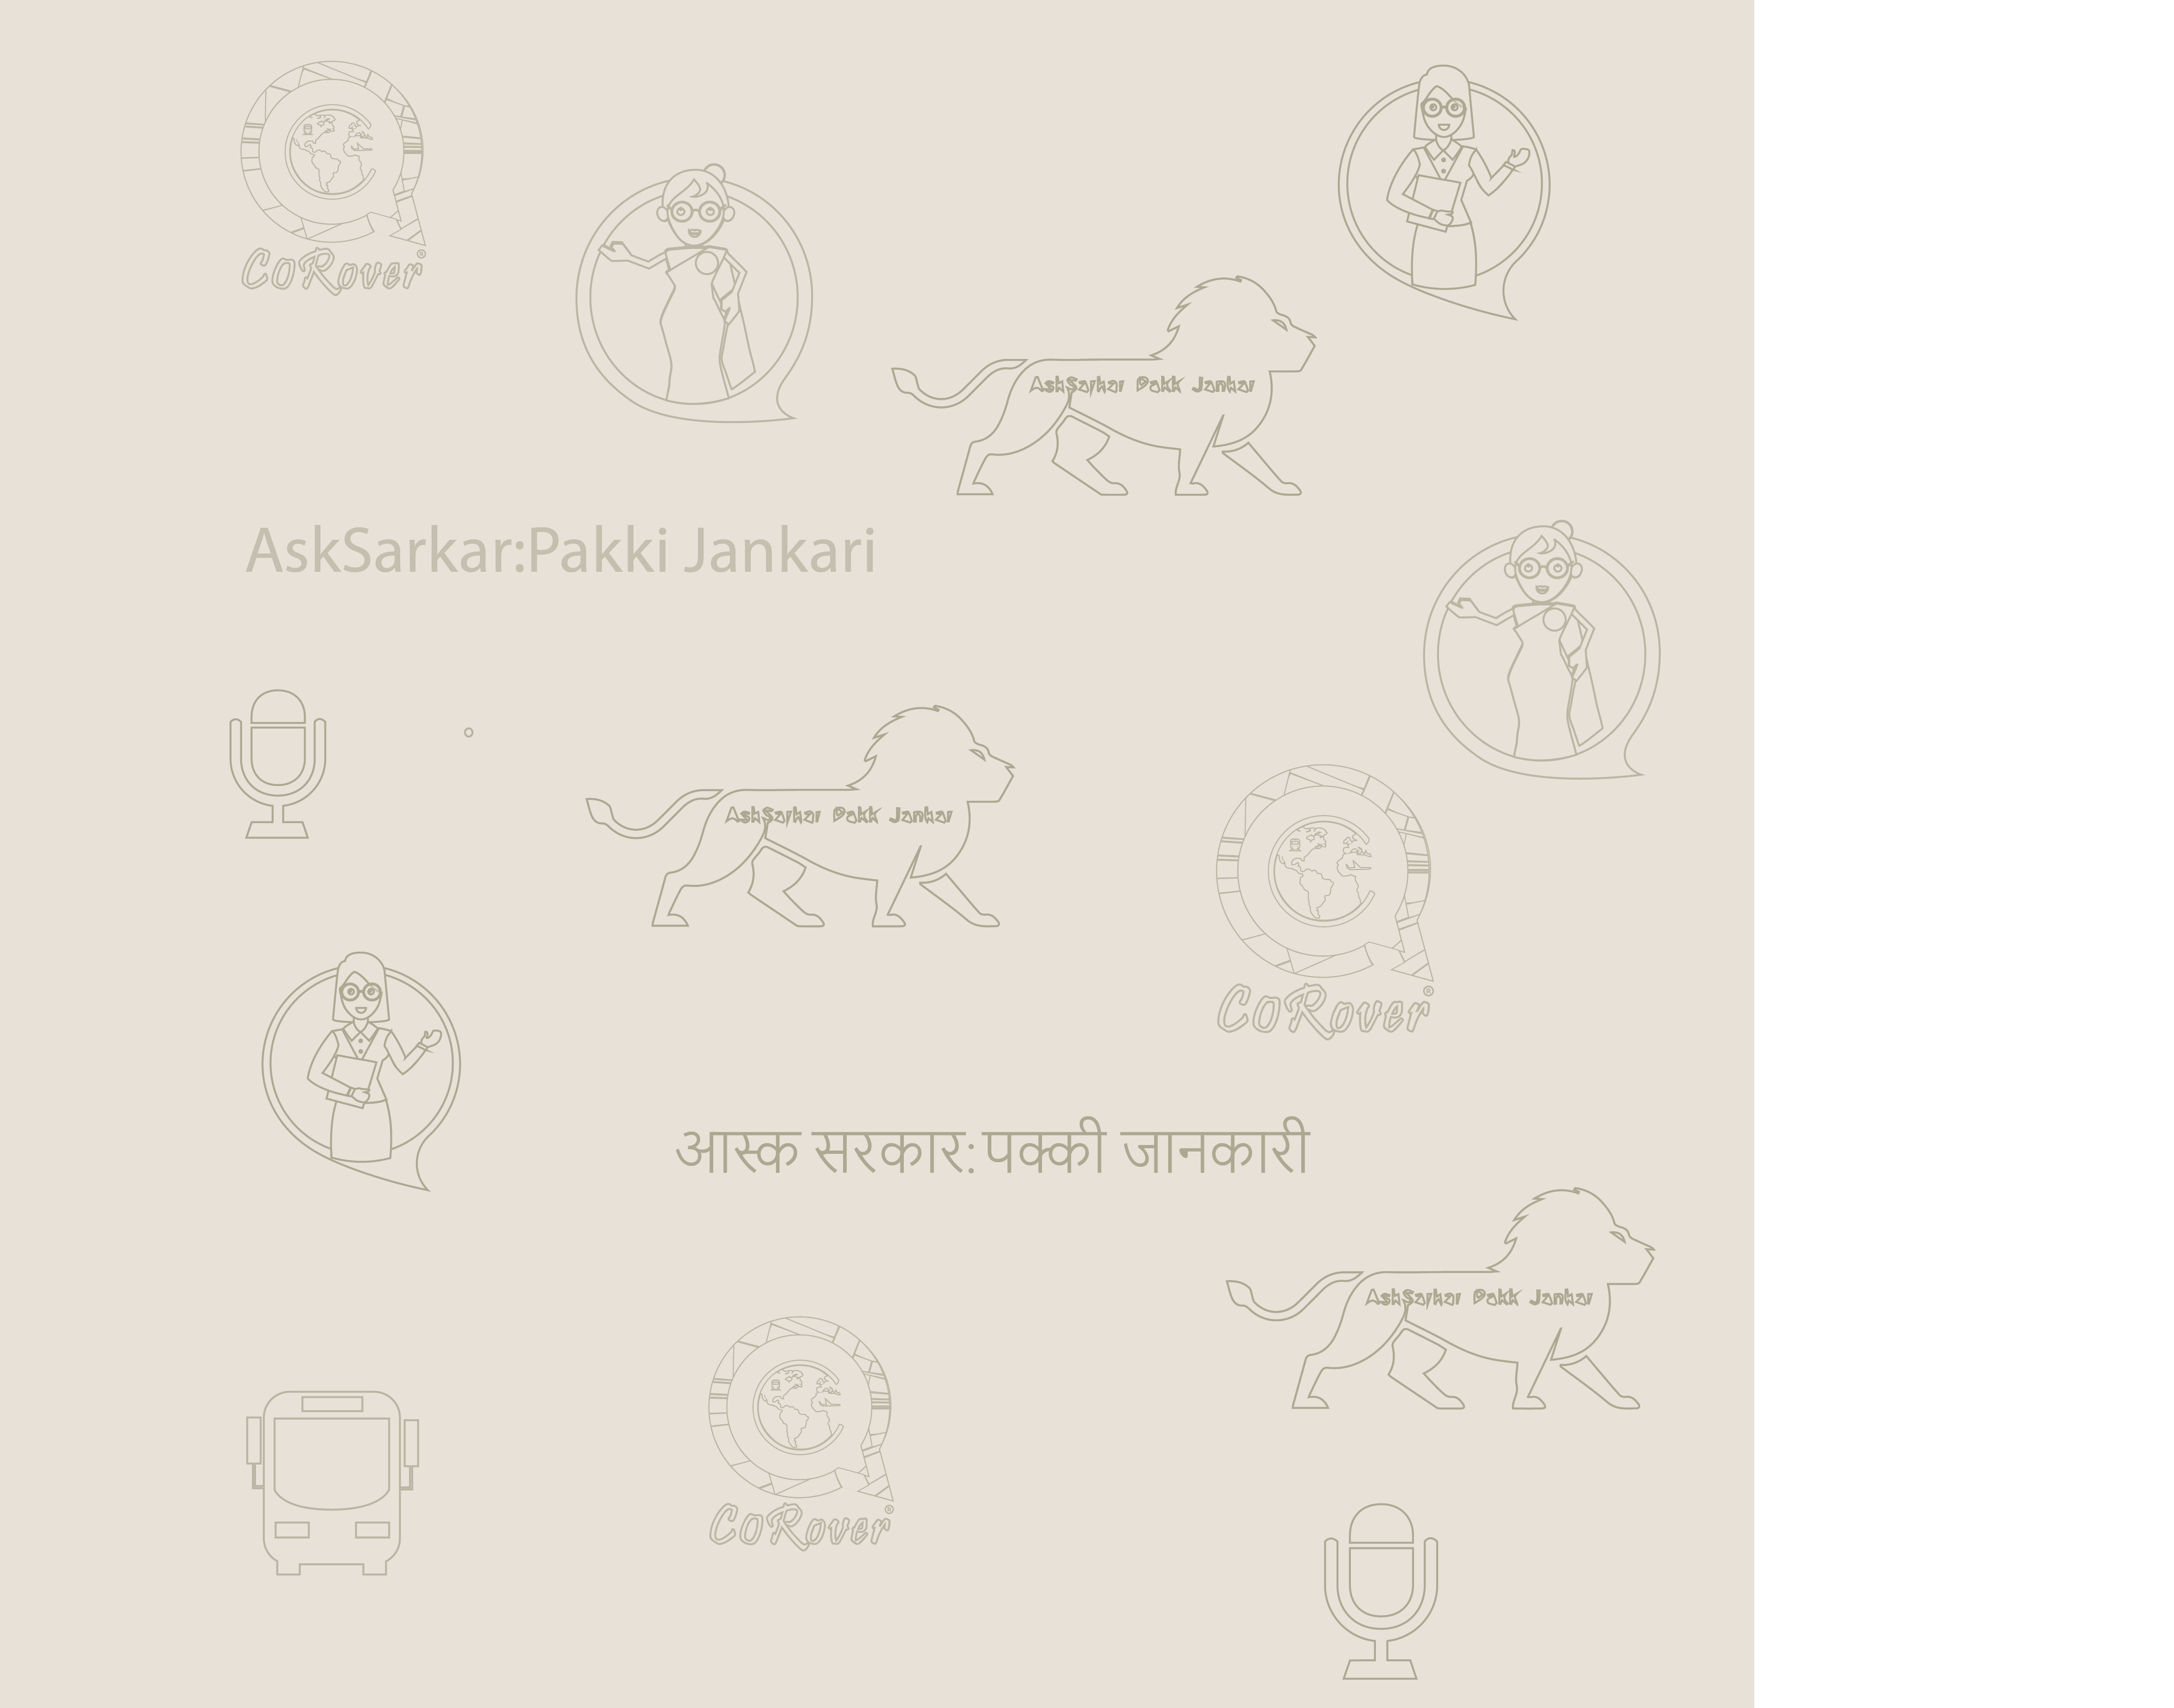 CoRover®
AskSarkar Pakk Jankar
AskSarkar:Pakki Jankari
AskSarkar Pakk Jankar
CoRover®
आस्क सरकार: पक्की जानकारी
AskSarkar Pakk Jankar
CoRover®